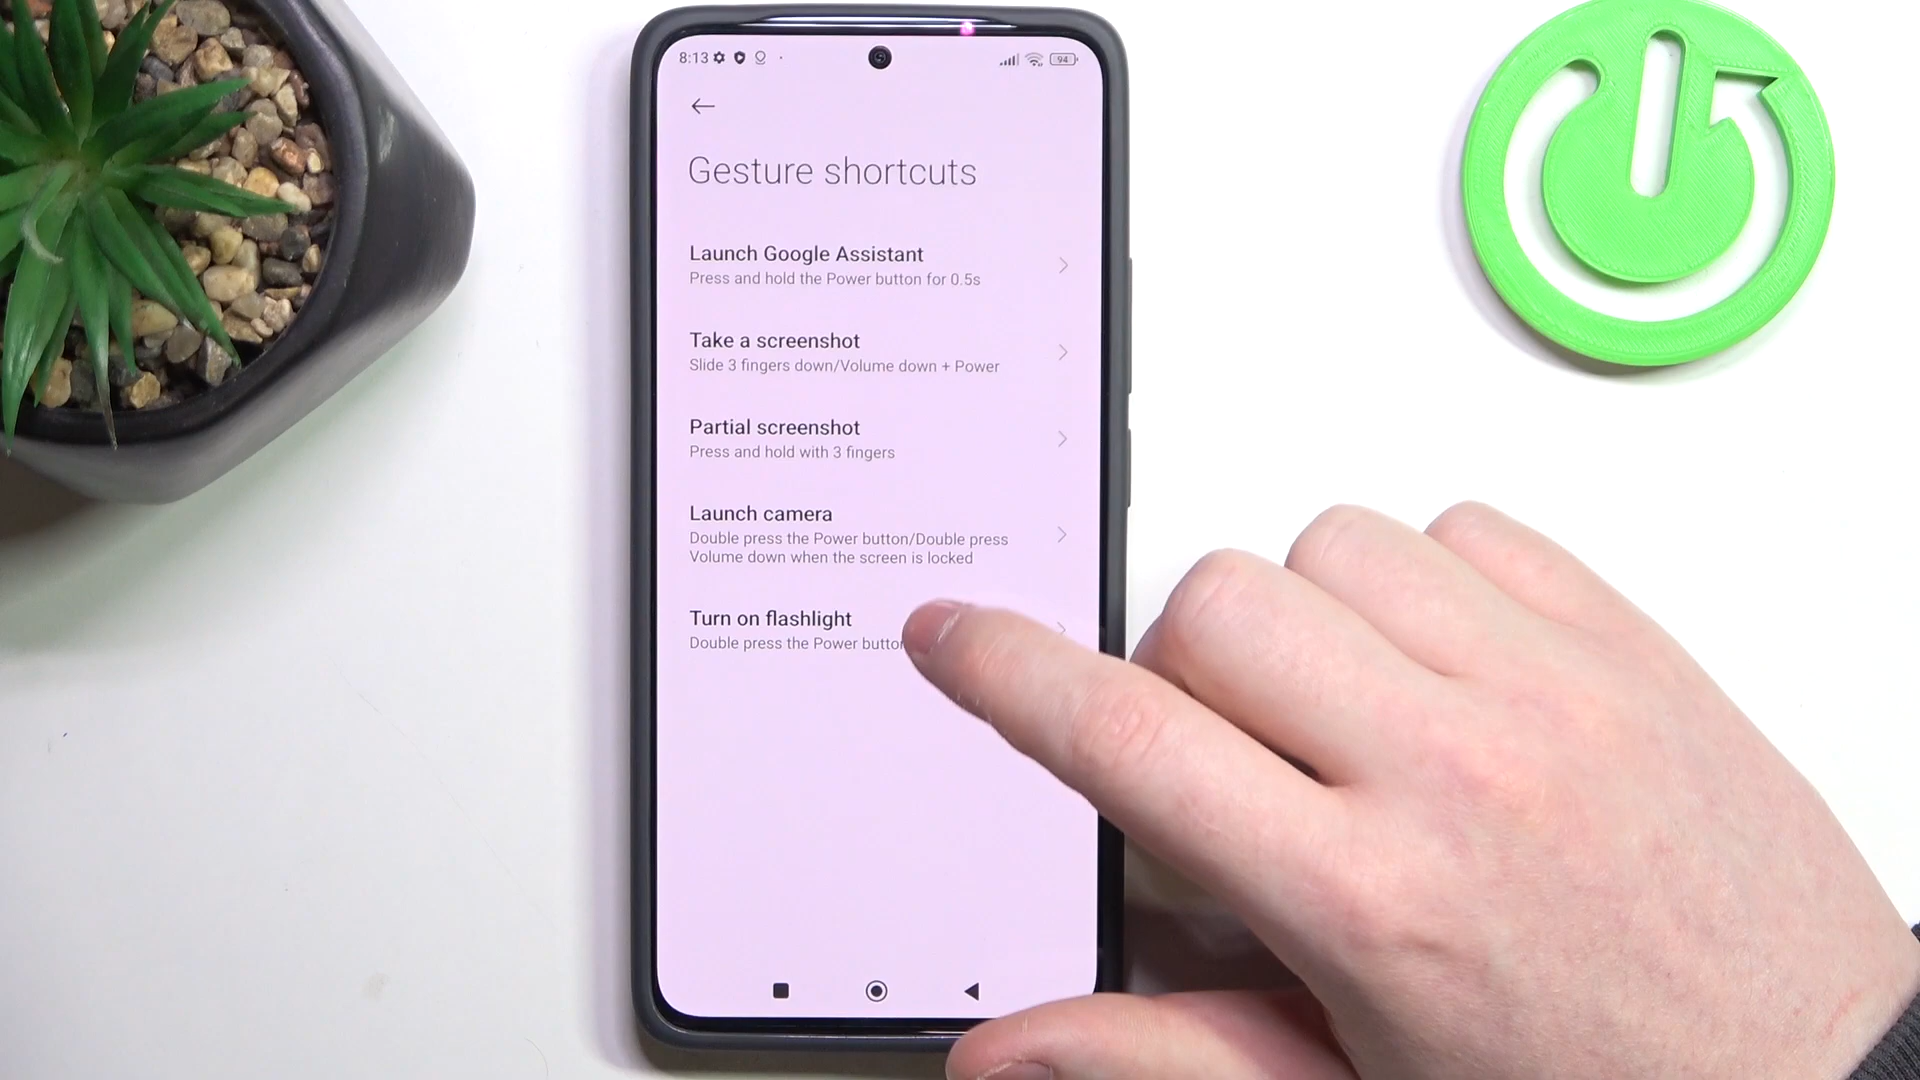 8:13
94
Gesture shortcuts
Launch Google Assistant
Press and hold the Power button for 0.5s
Take a screenshot
Slide 3 fingers down/Volume down + Power
Partial screenshot
Press and hold with 3 fingers
Launch camera
Double press the Power button/Double press
Volume down when the screen is locked
Turn on flashlight
Double press the Power